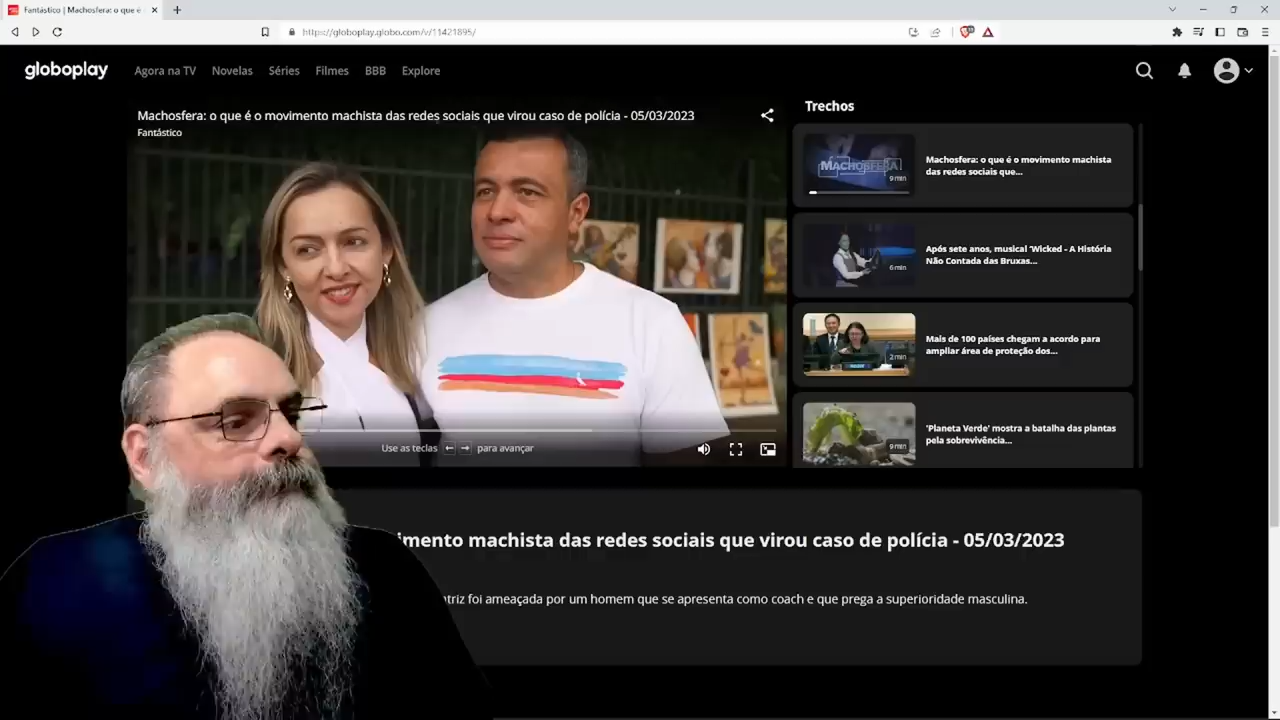 Fantástico | Machosfera: o que é
https://globoplay.globo.com/v/11421895/
globoplay
Agora na TV
Novelas
Séries
Filmes
BBB
Explore
Machosfera: o que é o movimento machista das redes sociais que virou caso de polícia - 05/03/2023
Fantástico
Use as teclas ← → para avançar
Trechos
MACHOSFERA
9 min
Machosfera: o que é o movimento machista
das redes sociais que...
6 min
Após sete anos, musical 'Wicked - A História
Não Contada das Bruxas...
2 min
Mais de 100 países chegam a acordo para
ampliar área de proteção dos...
9 min
'Planeta Verde' mostra a batalha das plantas
pela sobrevivência...
imento machista das redes sociais que virou caso de polícia - 05/03/2023
triz foi ameaçada por um homem que se apresenta como coach e que prega a superioridade masculina.